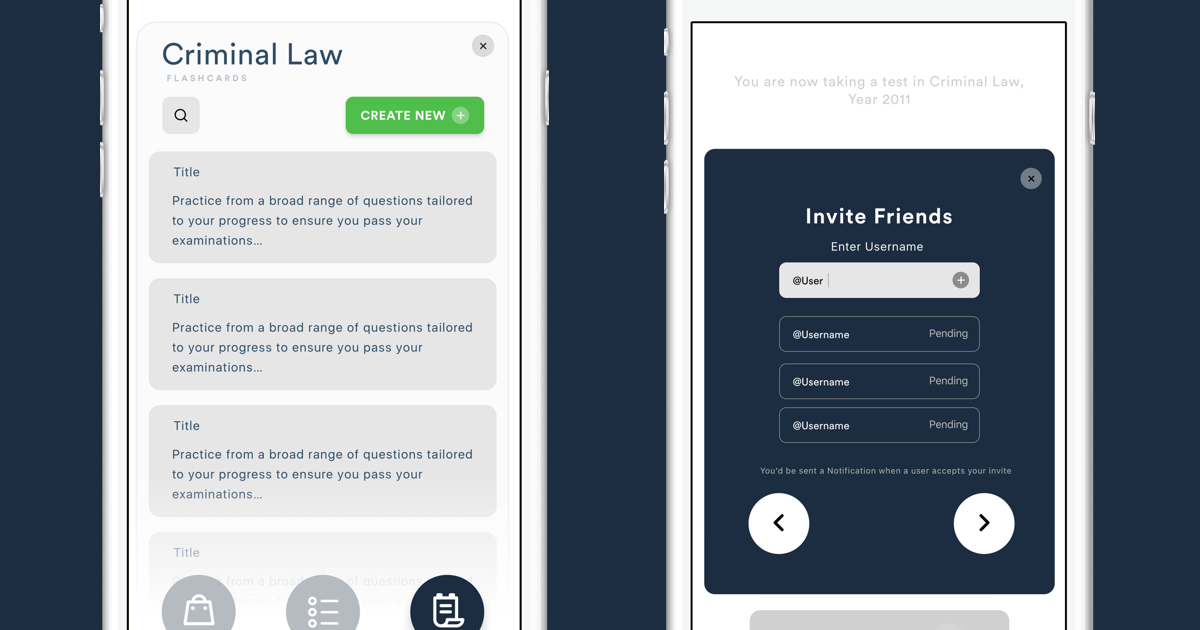 Criminal Law
FLASHCARDS
CREATE NEW
Title
Practice from a broad range of questions tailored
to your progress to ensure you pass your
examinations...
Title
Practice from a broad range of questions tailored
to your progress to ensure you pass your
examinations...
Title
Practice from a broad range of questions tailored
to your progress to ensure you pass your
examinations...
Title
from a broad of questions
You are now taking a test in Criminal Law,
Year 2011
Invite Friends
Enter Username
@User
@Username Pending
@Username Pending
@Username Pending
You'd be sent a Notification when a user accepts your invite